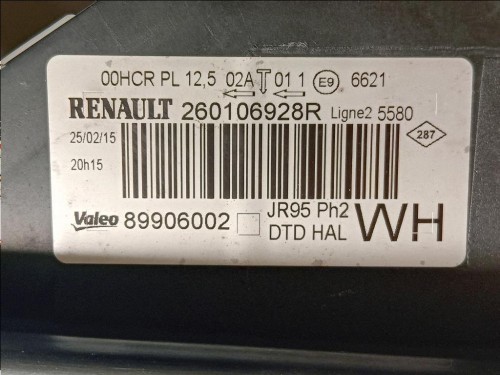 00HCR PL 12,5 02A 01 1 E9 6621
RENAULT 260106928R Ligne2 5580
25/02/15
20h15
287
Valeo 89906002 JR95 Ph2
DTD HAL WH